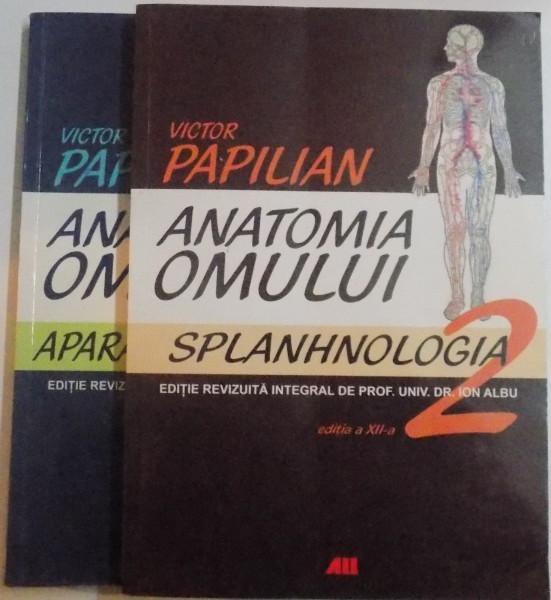 VICTOR
PAPILIAN
ANATOMIA
OMULUI
2
SPLANHNOLOGIA
EDIȚIE REVIZUITĂ INTEGRAL DE PROF. UNIV. DR. ION ALBU
ediția a XII-a
ALL
VICTOR
PAP
ANA
OM
APARA
EDIȚIE REVIZ